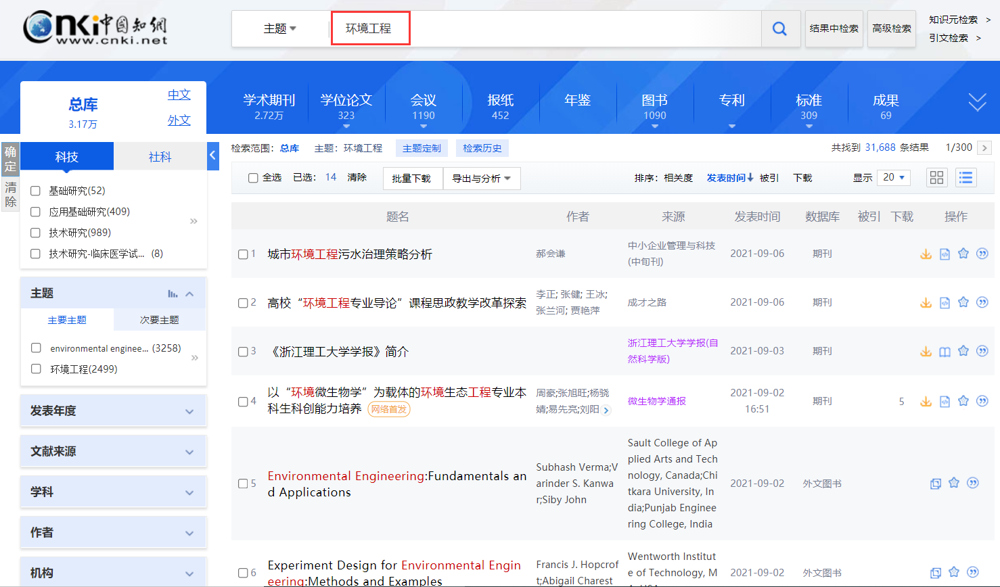 CNKI 中国知网
www.cnki.net
主题
环境工程
结果中检索
高级检索
知识元检索 >
引文检索 >
总库
3.17万
中文
外文
学术期刊
2.72万
学位论文
323
会议
1190
报纸
452
年鉴
图书
1090
专利
标准
309
成果
69
确定
清除
科技
社科
基础研究(52)
应用基础研究(409)
技术研究(989)
技术研究-临床医学试... (8)
»
主题
主要主题
次要主题
environmental enginee... (3258)
环境工程(2499)
»
发表年度
文献来源
学科
作者
机构
检索范围：总库 主题：环境工程 主题定制 检索历史
共找到 31,688 条结果 1/300 >
全选 已选：14 清除 批量下载 导出与分析
排序：相关度 发表时间↓ 被引 下载 显示 20
题名 作者 来源 发表时间 数据库 被引 下载 操作
1 城市环境工程污水治理策略分析
郝会谦
中小企业管理与科技
(中旬刊)
2021-09-06 期刊
2 高校“环境工程专业导论”课程思政教学改革探索
李正; 张健; 王冰;
张兰河; 贾艳萍
成才之路 2021-09-06 期刊
3 《浙江理工大学学报》简介
浙江理工大学学报(自
然科学版)
2021-09-03 期刊
4 以“环境微生物学”为载体的环境生态工程专业本
科生科创能力培养 网络首发
周豪;张旭旺;杨骁
婧;易先亮;刘阳
微生物学通报
2021-09-02
16:51
期刊 5
5 Environmental Engineering:Fundamentals an
d Applications
Subhash Verma;V
arinder S. Kanwa
r;Siby John
Sault College of Ap
plied Arts and Tech
nology, Canada;Chi
tkara University, In
dia;Punjab Enginee
ring College, India
2021-09-02 外文图书
6 Experiment Design for Environmental Engin
eering:Methods and Examples
Francis J. Hopcrof
t;Abigail Charest
Wentworth Institut
e of Technology, M
2021-09-02 外文图书